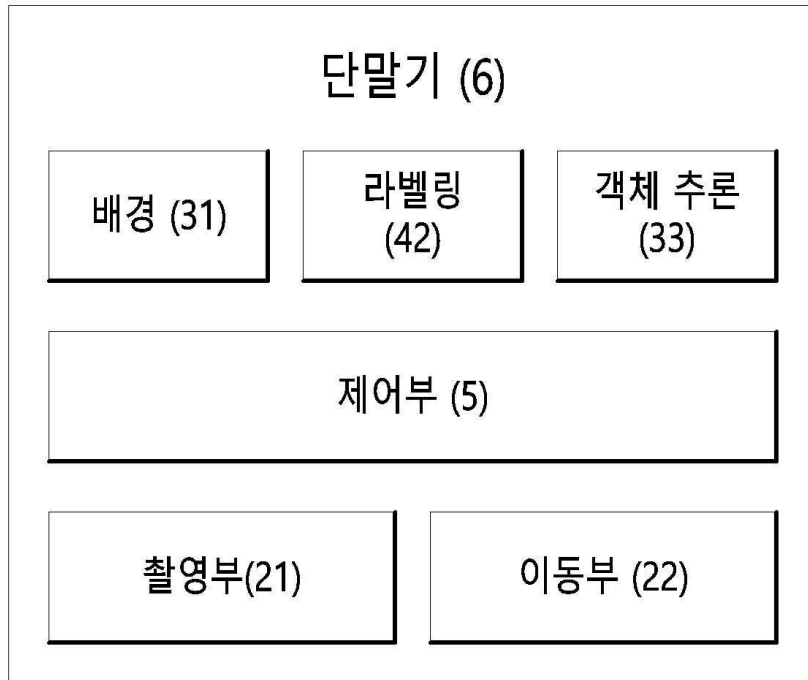 단말기 (6)
배경 (31)
라벨링
(42)
객체 추론
(33)
제어부 (5)
촬영부(21)
이동부 (22)